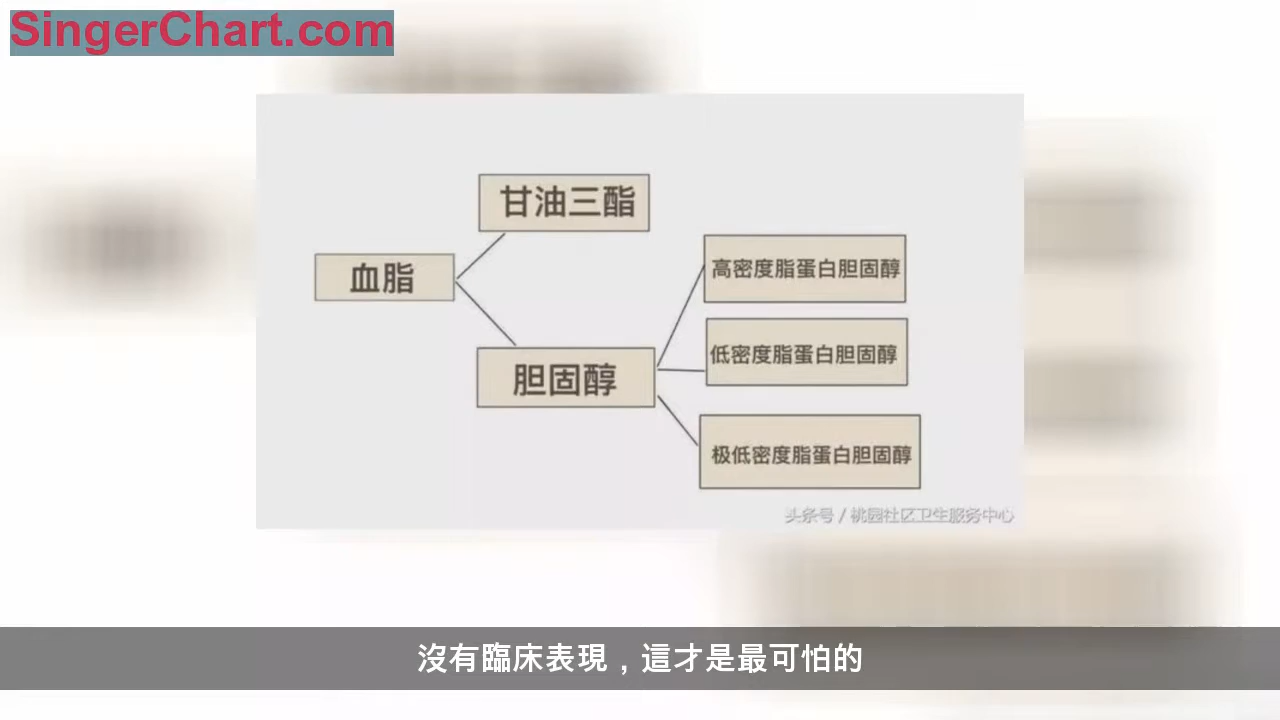 SingerChart.com
甘油三酯
血脂
高密度脂蛋白胆固醇
低密度脂蛋白胆固醇
胆固醇
极低密度脂蛋白胆固醇
头条号 / 桃园社区卫生服务中心
沒有臨床表現，這才是最可怕的